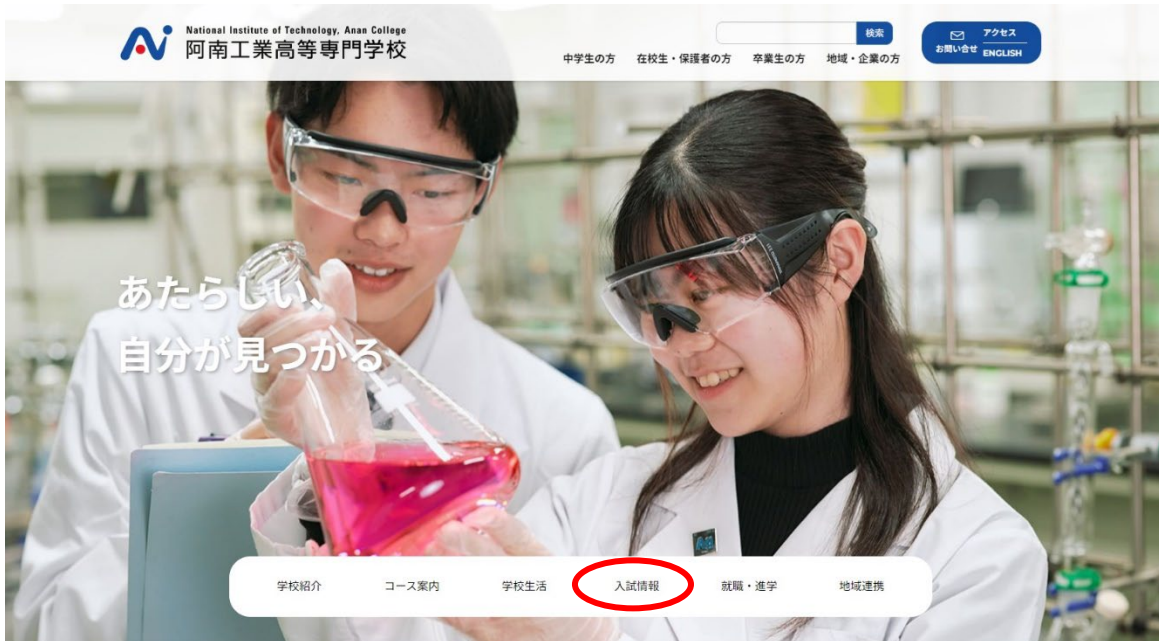 National Institute of Technology, Anan College
阿南工業高等専門学校
検索
中学生の方 在校生・保護者の方 卒業生の方 地域・企業の方
お問い合せ
アクセス
ENGLISH
あたらしい、
自分が見つかる
学校紹介 コース案内 学校生活 入試情報 就職・進学 地域連携